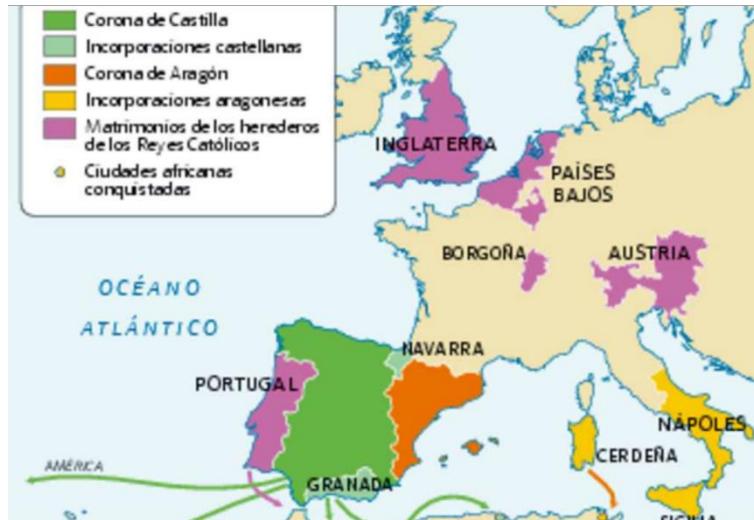 Corona de Castilla
Incorporaciones castellanas
Corona de Aragón
Incorporaciones aragonesas
Matrimonios de los herederos
de los Reyes Católicos
Ciudades africanas
conquistadas
INGLATERRA
PAÍSES
BAJOS
BORGOÑA
AUSTRIA
OCÉANO
ATLÁNTICO
NAVARRA
PORTUGAL
NÁPOLES
CERDEÑA
AMÉRICA
GRANADA
SICILIA